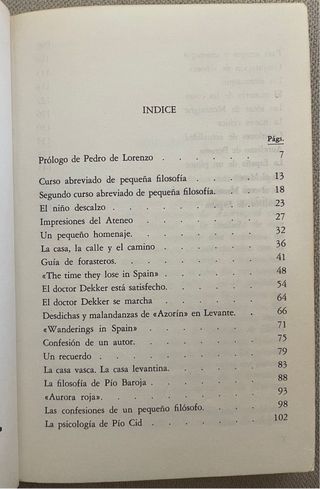 INDICE
Págs.
Prólogo de Pedro de Lorenzo . . . . . . 7
Curso abreviado de pequeña filosofía . . . . 13
Segundo curso abreviado de pequeña filosofía. . . 18
El niño descalzo . . . . . . . . 23
Impresiones del Ateneo . . . . . . . 27
Un pequeño homenaje. . . . . . . . 32
La casa, la calle y el camino . . . . . . 36
Guía de forasteros. . . . . . . . 41
«The time they lose in Spain» . . . . . . 48
El doctor Dekker está satisfecho. . . . . . 54
El doctor Dekker se marcha . . . . . . 64
Desdichas y malandanzas de «Azorín» en Levante. . . 66
«Wanderings in Spain» . . . . . . . 71
Confesión de un autor. . . . . . . . 75
Un recuerdo . . . . . . . . . 79
La casa vasca. La casa levantina. . . . . . 83
La filosofía de Pío Baroja . . . . . . 88
«Aurora roja». . . . . . . . . 93
Las confesiones de un pequeño filósofo. . . . . 98
La psicología de Pío Cid . . . . . . . 102